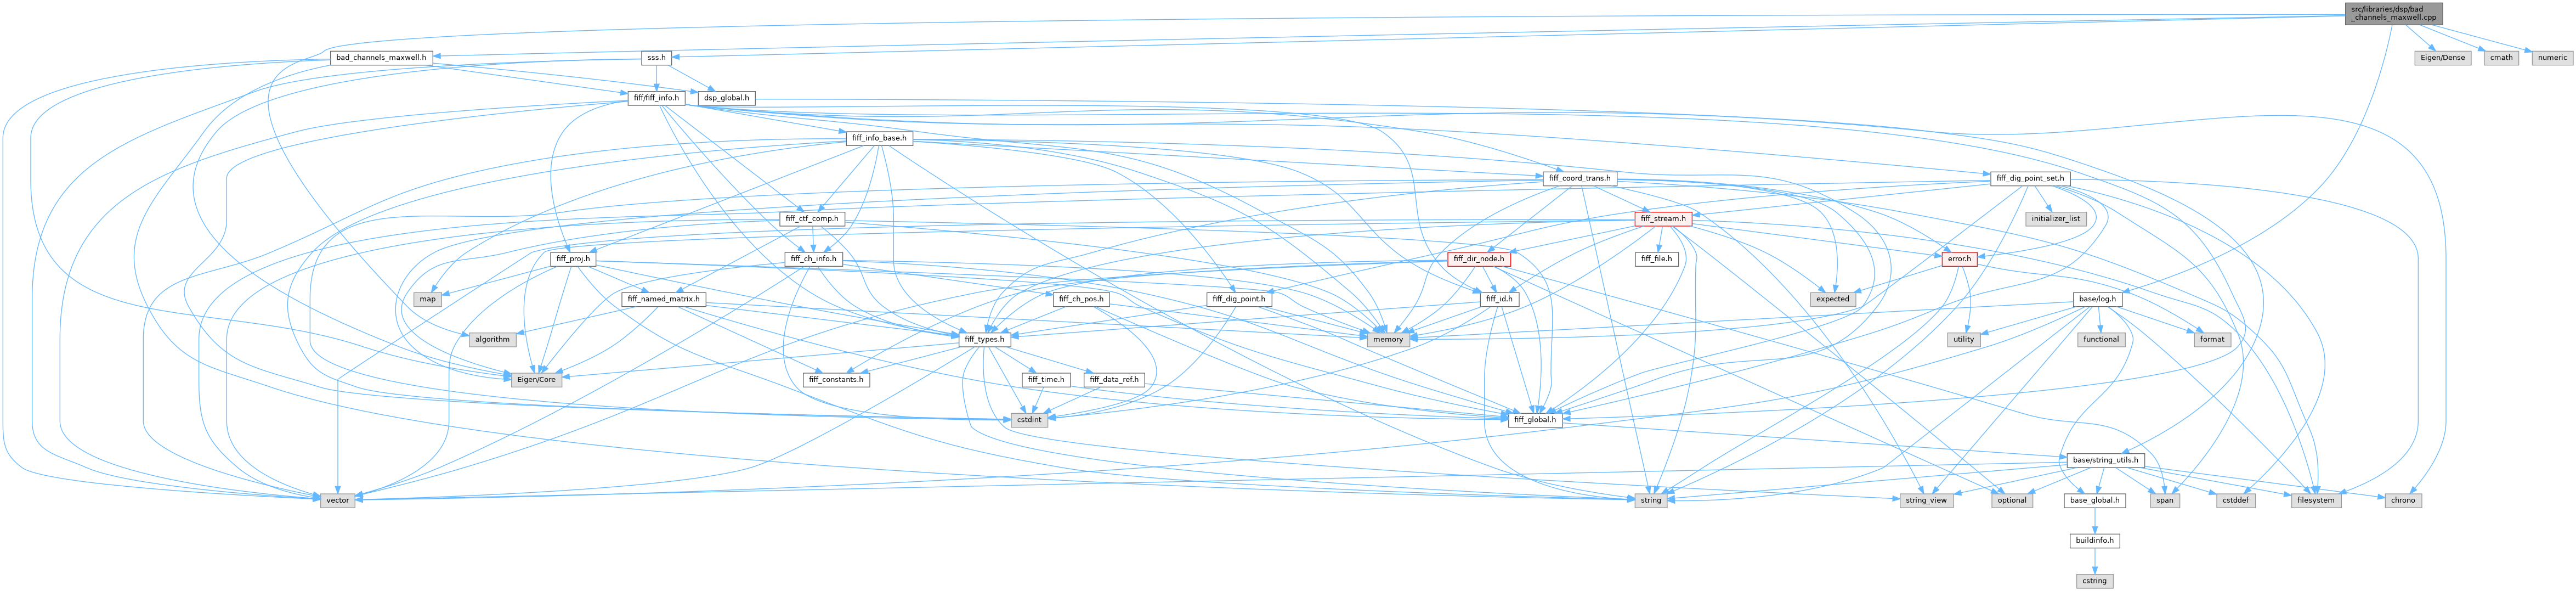 src/libraries/dsp/bad
_channels_maxwell.cpp
bad_channels_maxwell.h
sss.h
Eigen/Dense
cmath
numeric
fiff/fiff_info.h
dsp_global.h
fiff_info_base.h
fiff_coord_trans.h
fiff_dig_point_set.h
fiff_ctf_comp.h
fiff_stream.h
initializer_list
fiff_proj.h
fiff_ch_info.h
fiff_dir_node.h
fiff_file.h
error.h
map
fiff_named_matrix.h
fiff_ch_pos.h
fiff_dig_point.h
fiff_id.h
expected
base/log.h
algorithm
fiff_types.h
memory
utility
functional
format
Eigen/Core
fiff_constants.h
fiff_time.h
fiff_data_ref.h
cstdint
fiff_global.h
base/string_utils.h
vector
string
string_view
optional
base_global.h
span
cstddef
filesystem
chrono
buildinfo.h
cstring